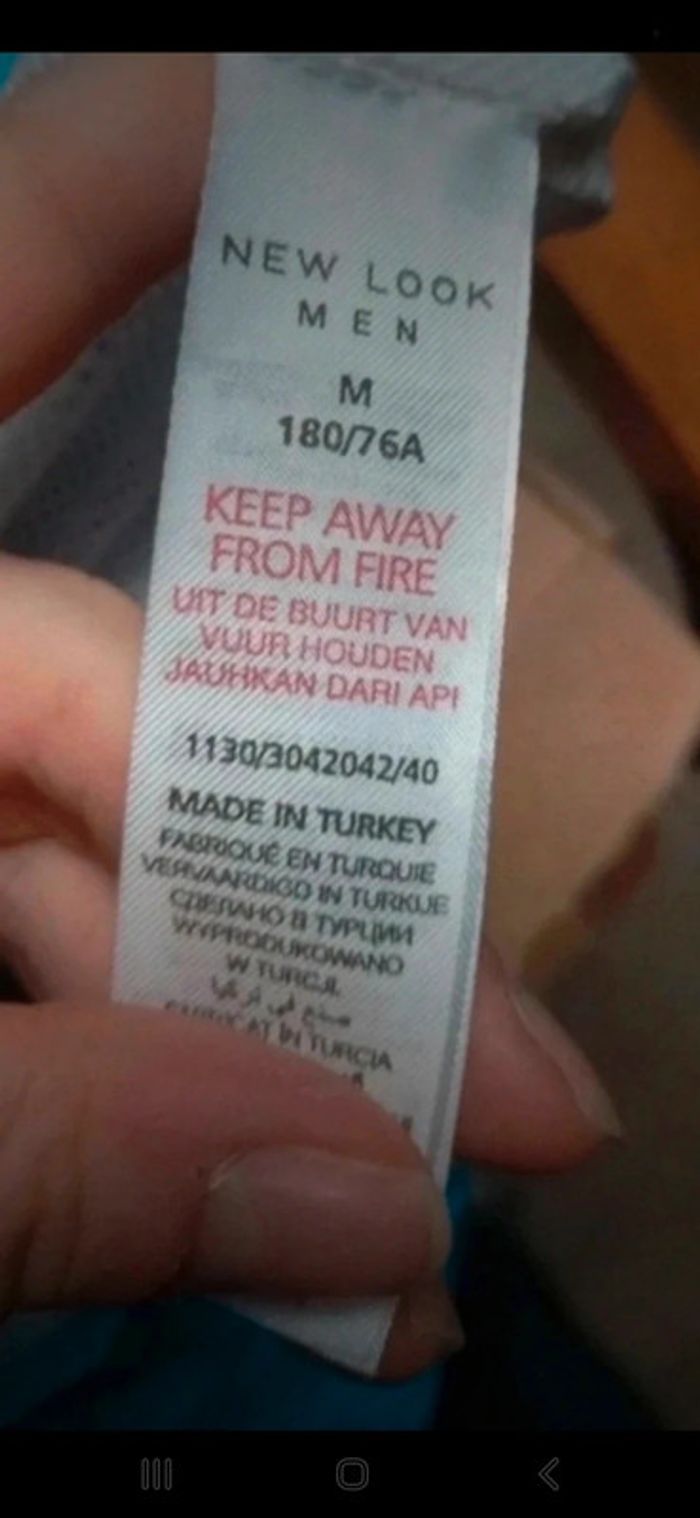 NEW LOOK
MEN
M
180/76A
KEEP AWAY
FROM FIRE
UIT DE BUURT VAN
VUUR HOUDEN
JAUHKAN DARI API
1130/3042042/40
MADE IN TURKEY
FABRIQUÉ EN TURQUIE
VERVAARDIGD IN TURKIJE
СДЕЛАНО В ТУРЦИИ
WYPRODUKOWANO
W TURCJI
صنع في تركيا
IN TURCIA